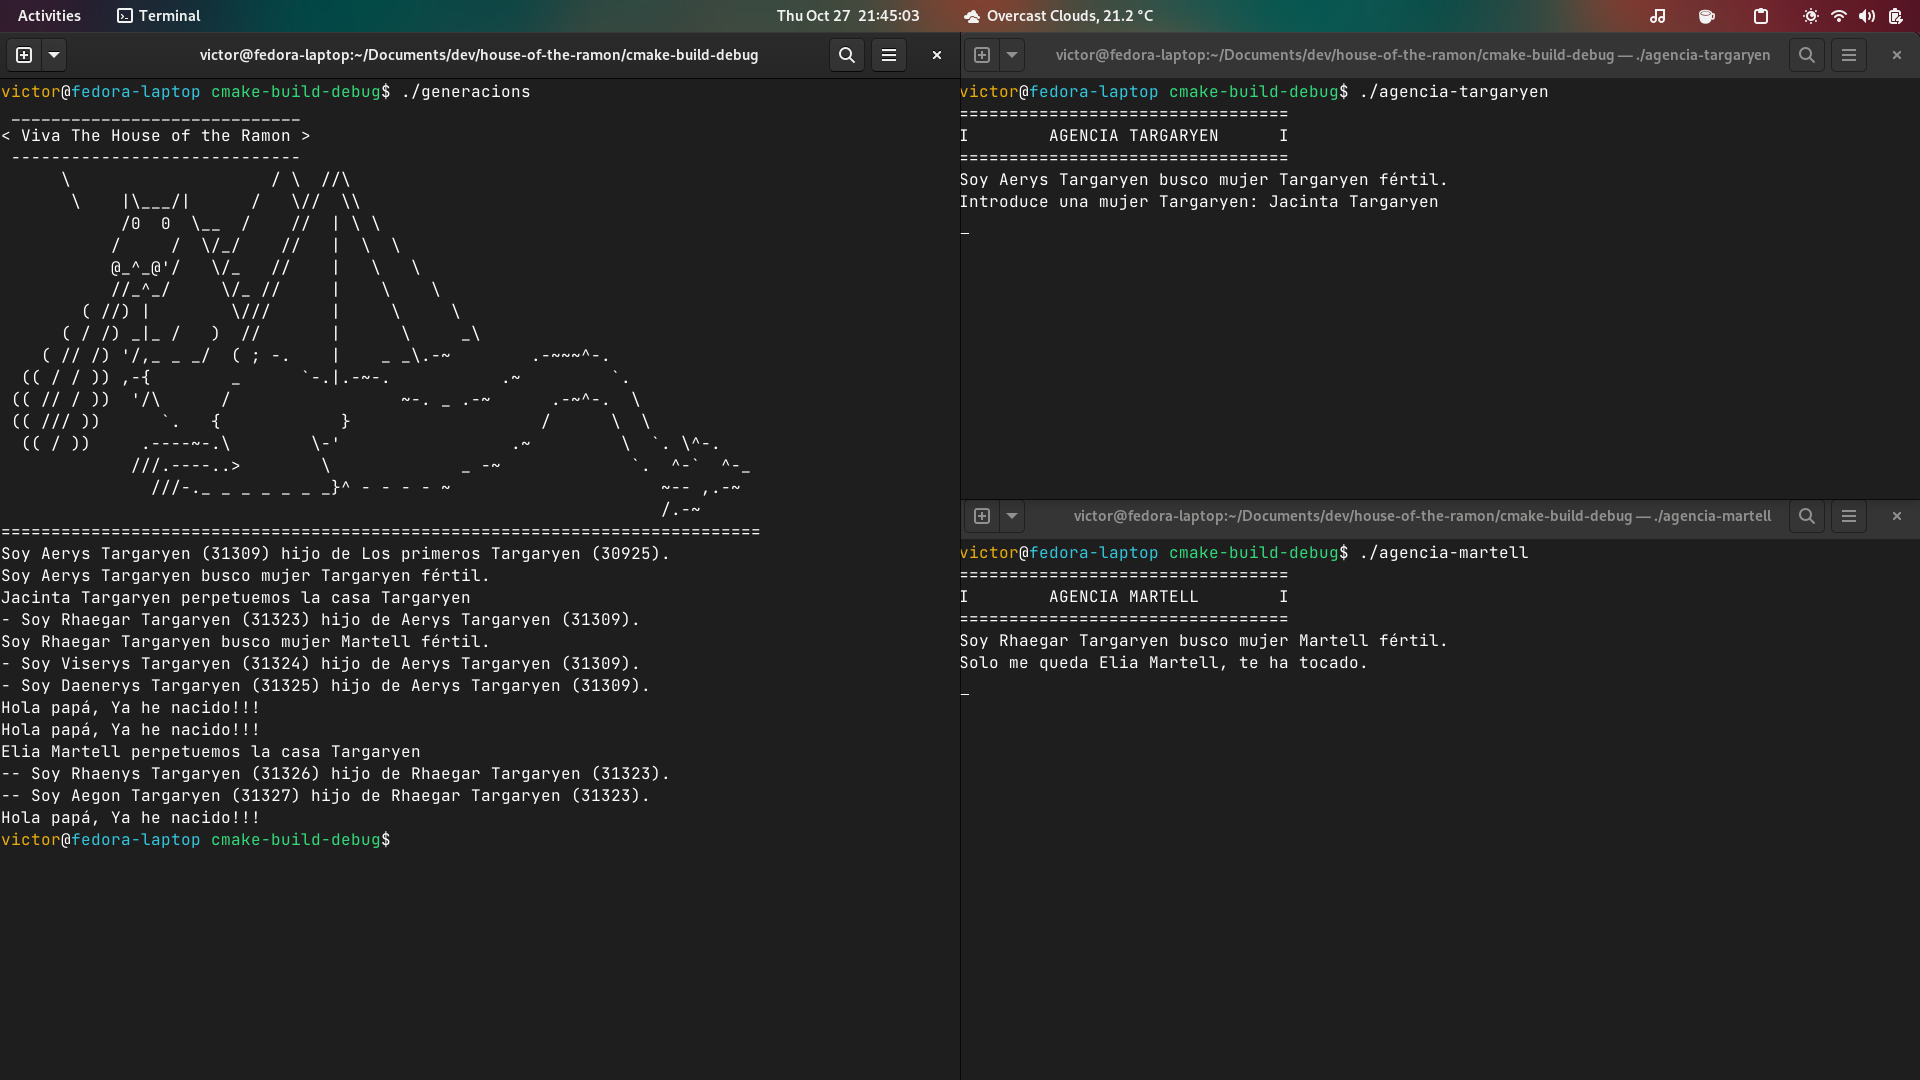 Activities
Terminal
Thu Oct 27  21:45:03
Overcast Clouds, 21.2 °C
victor@fedora-laptop:~/Documents/dev/house-of-the-ramon/cmake-build-debug
victor@fedora-laptop cmake-build-debug$ ./generacions
 _____________________________
< Viva The House of the Ramon >
 -----------------------------
      \                    / \  //\
       \    |\___/|      /   \//  \\
            /0  0  \__  /    //  | \ \
           /     /  \/_/    //   |  \  \
           @_^_@'/   \/_   //    |   \   \
           //_^_/     \/_ //     |    \    \
        ( //) |        \///      |     \     \
      ( / /) _|_ /   )  //       |      \     _\
    ( // /) '/,_ _ _/  ( ; -.    |    _ _\.-~        .-~~~^-.
  (( / / )) ,-{        _      `-.|.-~-.           .~         `.
 (( // / ))  '/\      /                 ~-. _ .-~      .-~^-.  \
 (( /// ))      `.   {            }                   /      \  \
  (( / ))     .----~-.\        \-'                 .~         \  `. \^-.
             ///.----..>        \             _ -~             `.  ^-`  ^-_
               ///-._ _ _ _ _ _ _}^ - - - - ~                     ~-- ,.-~
                                                                  /.-~
============================================================================
Soy Aerys Targaryen (31309) hijo de Los primeros Targaryen (30925).
Soy Aerys Targaryen busco mujer Targaryen fértil.
Jacinta Targaryen perpetuemos la casa Targaryen
- Soy Rhaegar Targaryen (31323) hijo de Aerys Targaryen (31309).
Soy Rhaegar Targaryen busco mujer Martell fértil.
- Soy Viserys Targaryen (31324) hijo de Aerys Targaryen (31309).
- Soy Daenerys Targaryen (31325) hijo de Aerys Targaryen (31309).
Hola papá, Ya he nacido!!!
Hola papá, Ya he nacido!!!
Elia Martell perpetuemos la casa Targaryen
-- Soy Rhaenys Targaryen (31326) hijo de Rhaegar Targaryen (31323).
-- Soy Aegon Targaryen (31327) hijo de Rhaegar Targaryen (31323).
Hola papá, Ya he nacido!!!
victor@fedora-laptop cmake-build-debug$
victor@fedora-laptop:~/Documents/dev/house-of-the-ramon/cmake-build-debug — ./agencia-targaryen
victor@fedora-laptop cmake-build-debug$ ./agencia-targaryen
=================================
I        AGENCIA TARGARYEN      I
=================================
Soy Aerys Targaryen busco mujer Targaryen fértil.
Introduce una mujer Targaryen: Jacinta Targaryen
victor@fedora-laptop:~/Documents/dev/house-of-the-ramon/cmake-build-debug — ./agencia-martell
victor@fedora-laptop cmake-build-debug$ ./agencia-martell
=================================
I        AGENCIA MARTELL        I
=================================
Soy Rhaegar Targaryen busco mujer Martell fértil.
Solo me queda Elia Martell, te ha tocado.